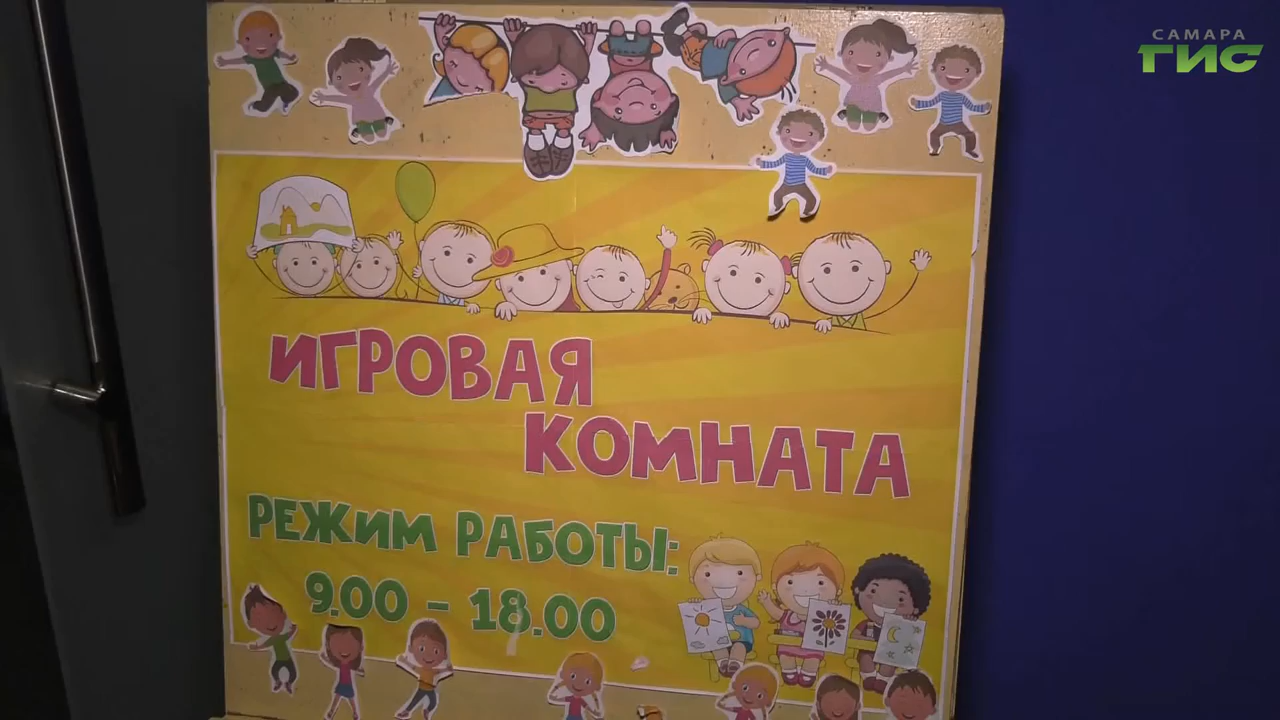 САМАРА
ГИС
ИГРОВАЯ
КОМНАТА
РЕЖИМ РАБОТЫ:
9.00 - 18.00